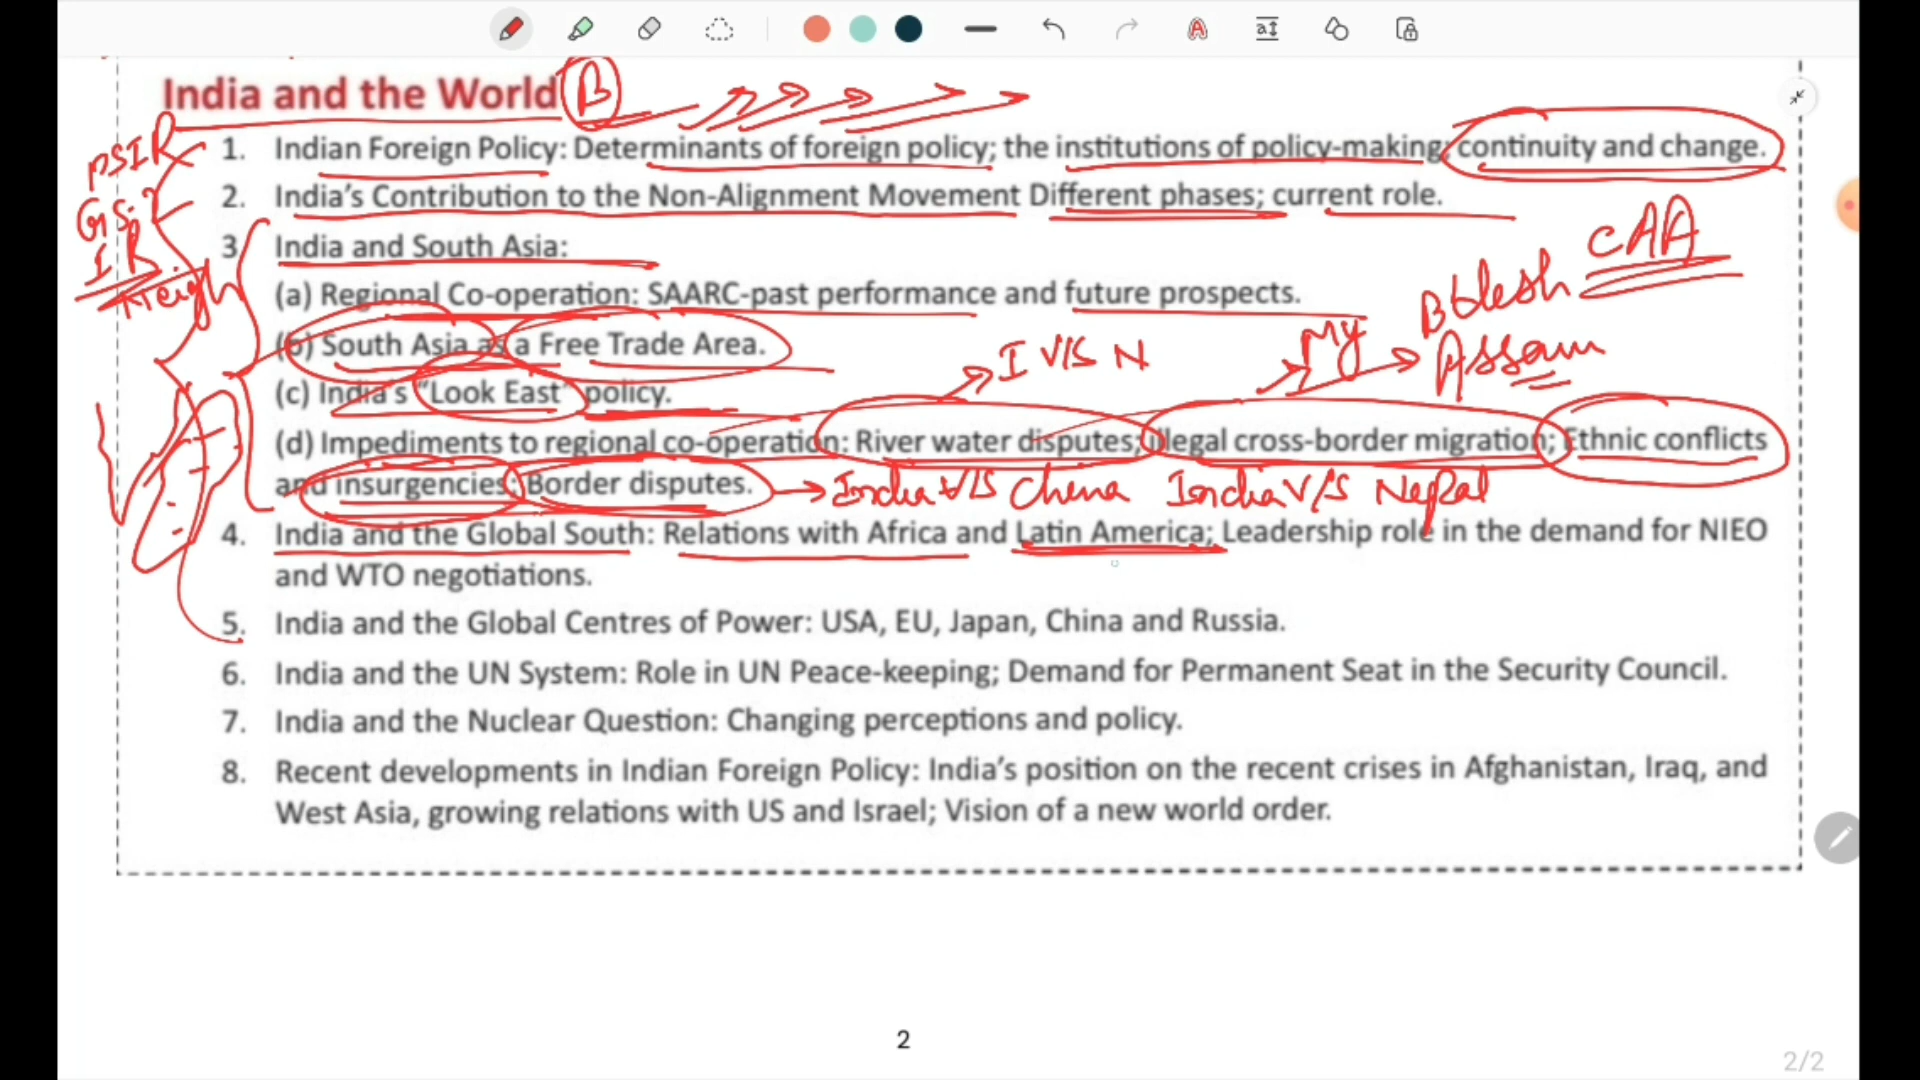 India and the World B
PSIR
1. Indian Foreign Policy: Determinants of foreign policy; the institutions of policy-making, continuity and change.
2. India's Contribution to the Non-Alignment Movement Different phases; current role.
GS
IR
CAA
3. India and South Asia:
(a) Regional Co-operation: SAARC-past performance and future prospects.
Bdesh
(b) South Asia as a Free Trade Area.
I V/S N
My
Assam
(c) India's "Look East" policy.
(d) Impediments to regional co-operation: River water disputes; illegal cross-border migration; Ethnic conflicts
and insurgencies; Border disputes. India V/S China India V/S Nepal
4. India and the Global South: Relations with Africa and Latin America; Leadership role in the demand for NIEO
and WTO negotiations.
5. India and the Global Centres of Power: USA, EU, Japan, China and Russia.
6. India and the UN System: Role in UN Peace-keeping; Demand for Permanent Seat in the Security Council.
7. India and the Nuclear Question: Changing perceptions and policy.
8. Recent developments in Indian Foreign Policy: India's position on the recent crises in Afghanistan, Iraq, and
West Asia, growing relations with US and Israel; Vision of a new world order.
2
2/2